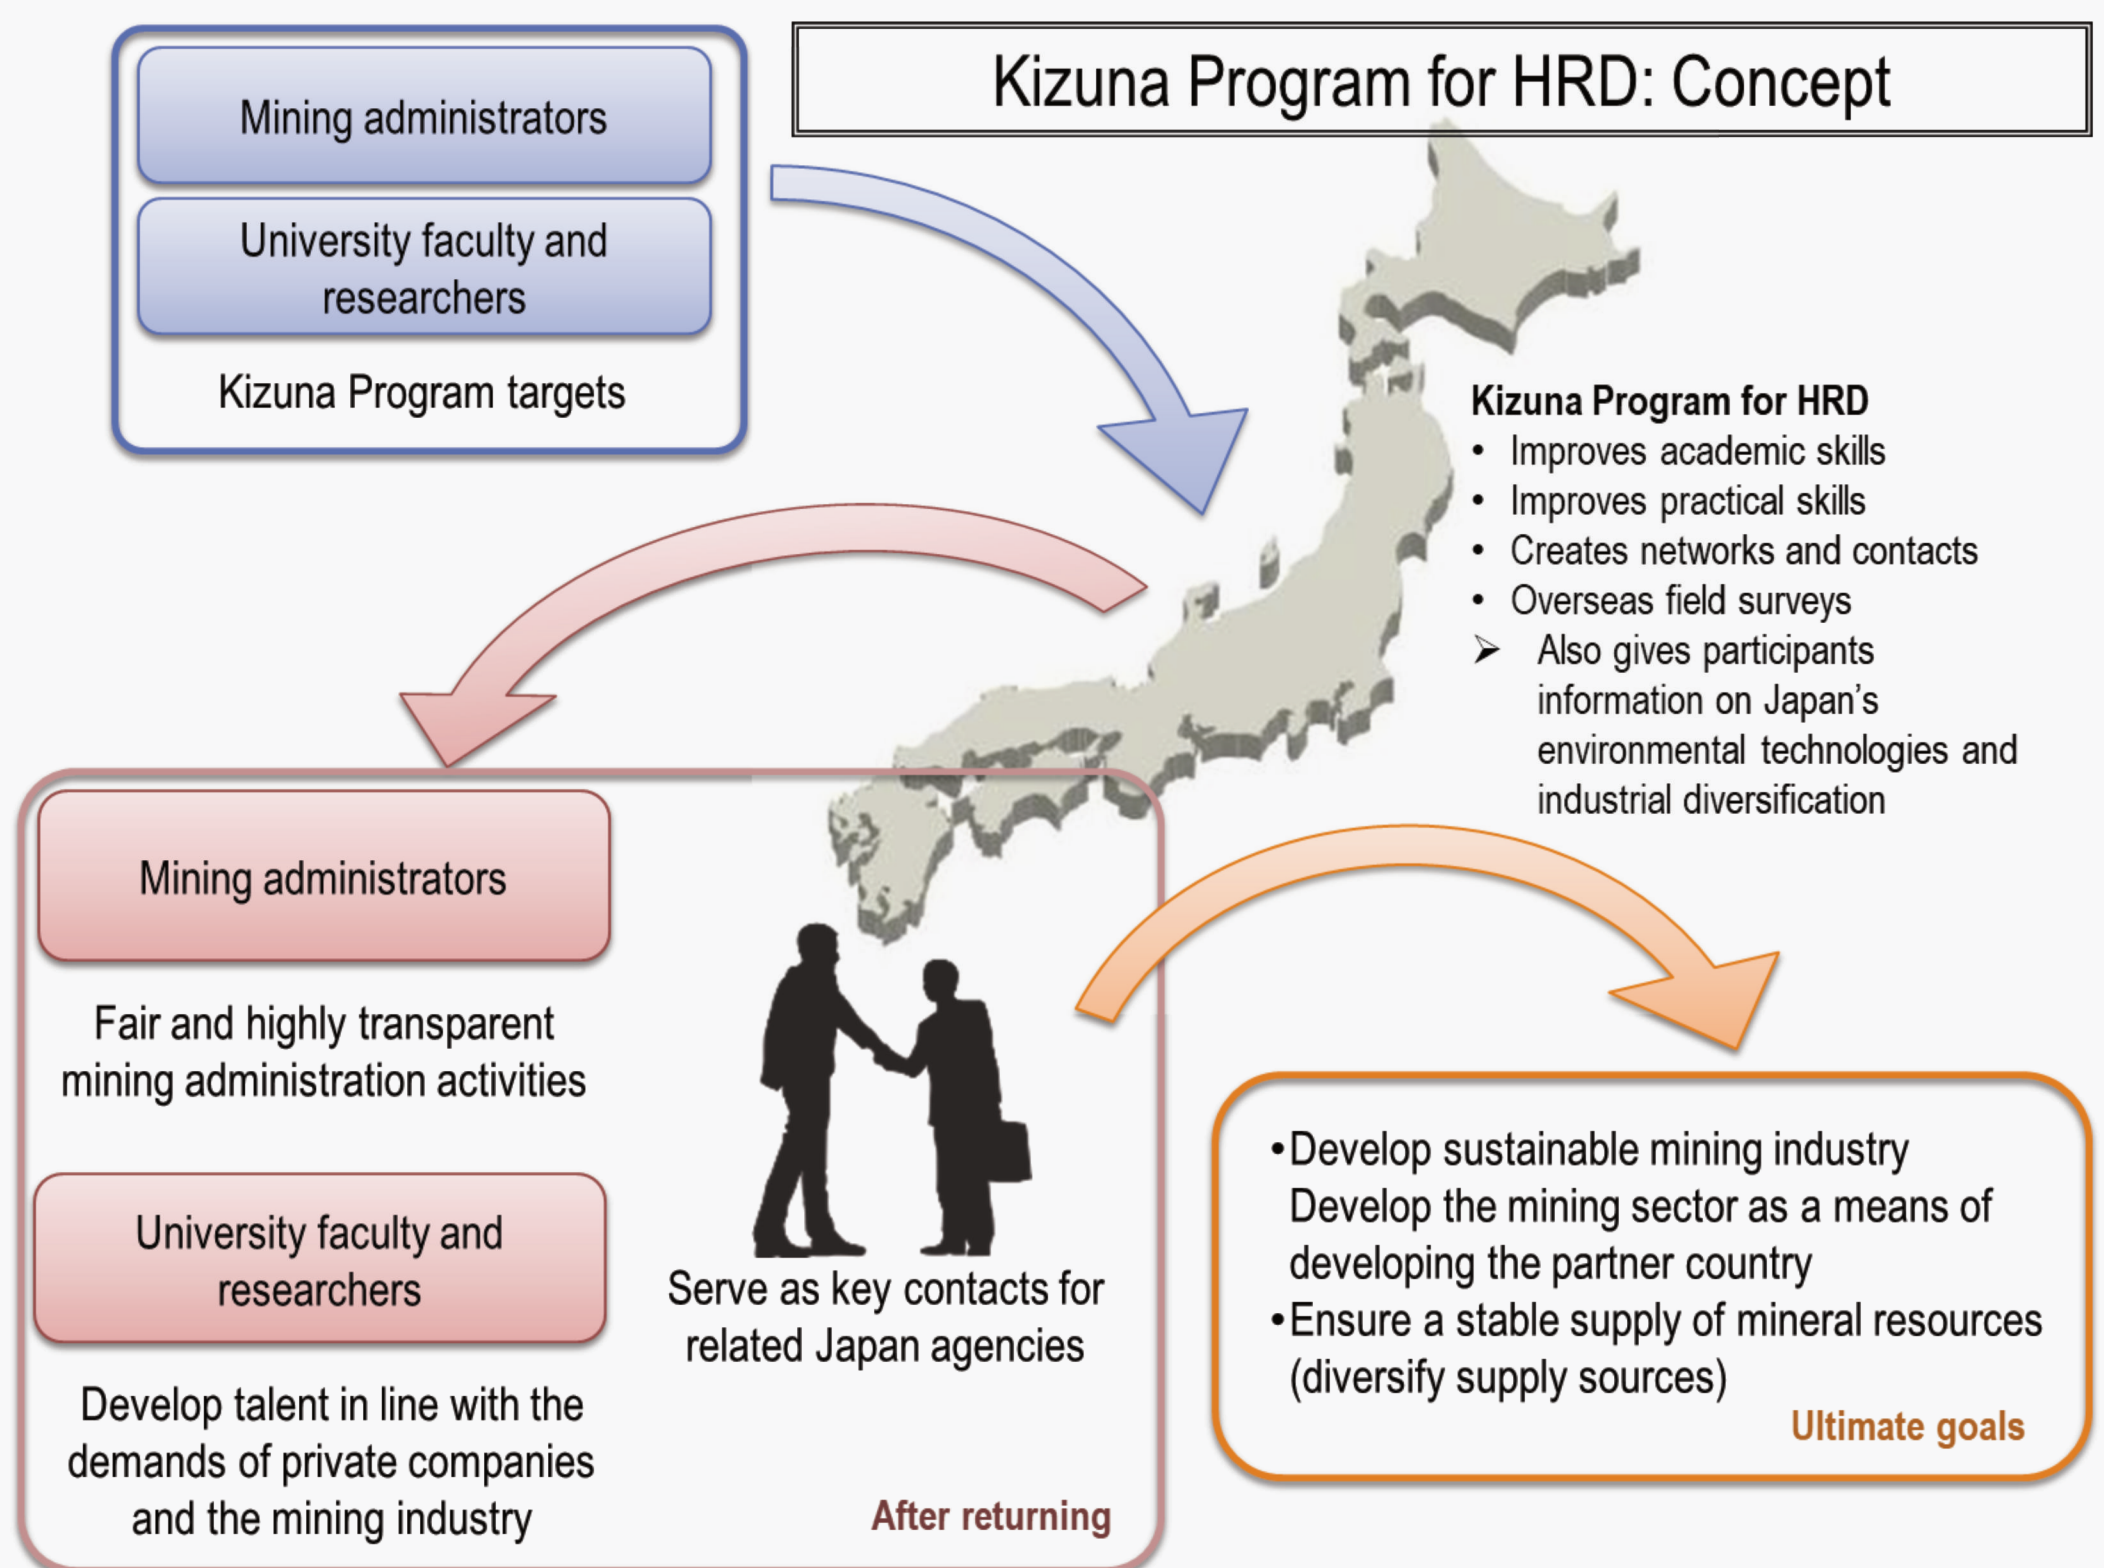 Kizuna Program for HRD: Concept
Mining administrators
University faculty and
researchers
Kizuna Program targets
Kizuna Program for HRD
• Improves academic skills
• Improves practical skills
• Creates networks and contacts
• Overseas field surveys
➢ Also gives participants
information on Japan’s
environmental technologies and
industrial diversification
Mining administrators
Fair and highly transparent
mining administration activities
University faculty and
researchers
Develop talent in line with the
demands of private companies
and the mining industry
Serve as key contacts for
related Japan agencies
After returning
•Develop sustainable mining industry
Develop the mining sector as a means of
developing the partner country
•Ensure a stable supply of mineral resources
(diversify supply sources)
Ultimate goals